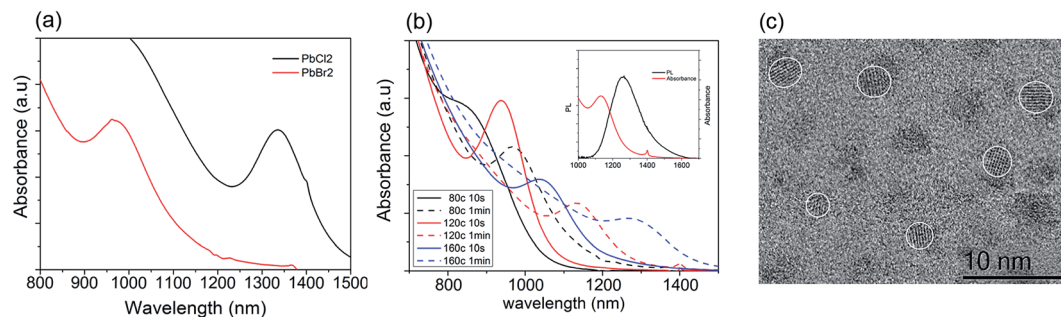 (a)
PbCl2
PbBr2
Absorbance (a.u)
800 900 1000 1100 1200 1300 1400 1500
Wavelength (nm)
(b)
Absorbance (a.u)
80c 10s
80c 1min
120c 10s
120c 1min
160c 10s
160c 1min
800 1000 1200 1400
wavelength (nm)
PL
Absorbance
PL
Absorbance
1000 1200 1400 1600
(c)
10 nm